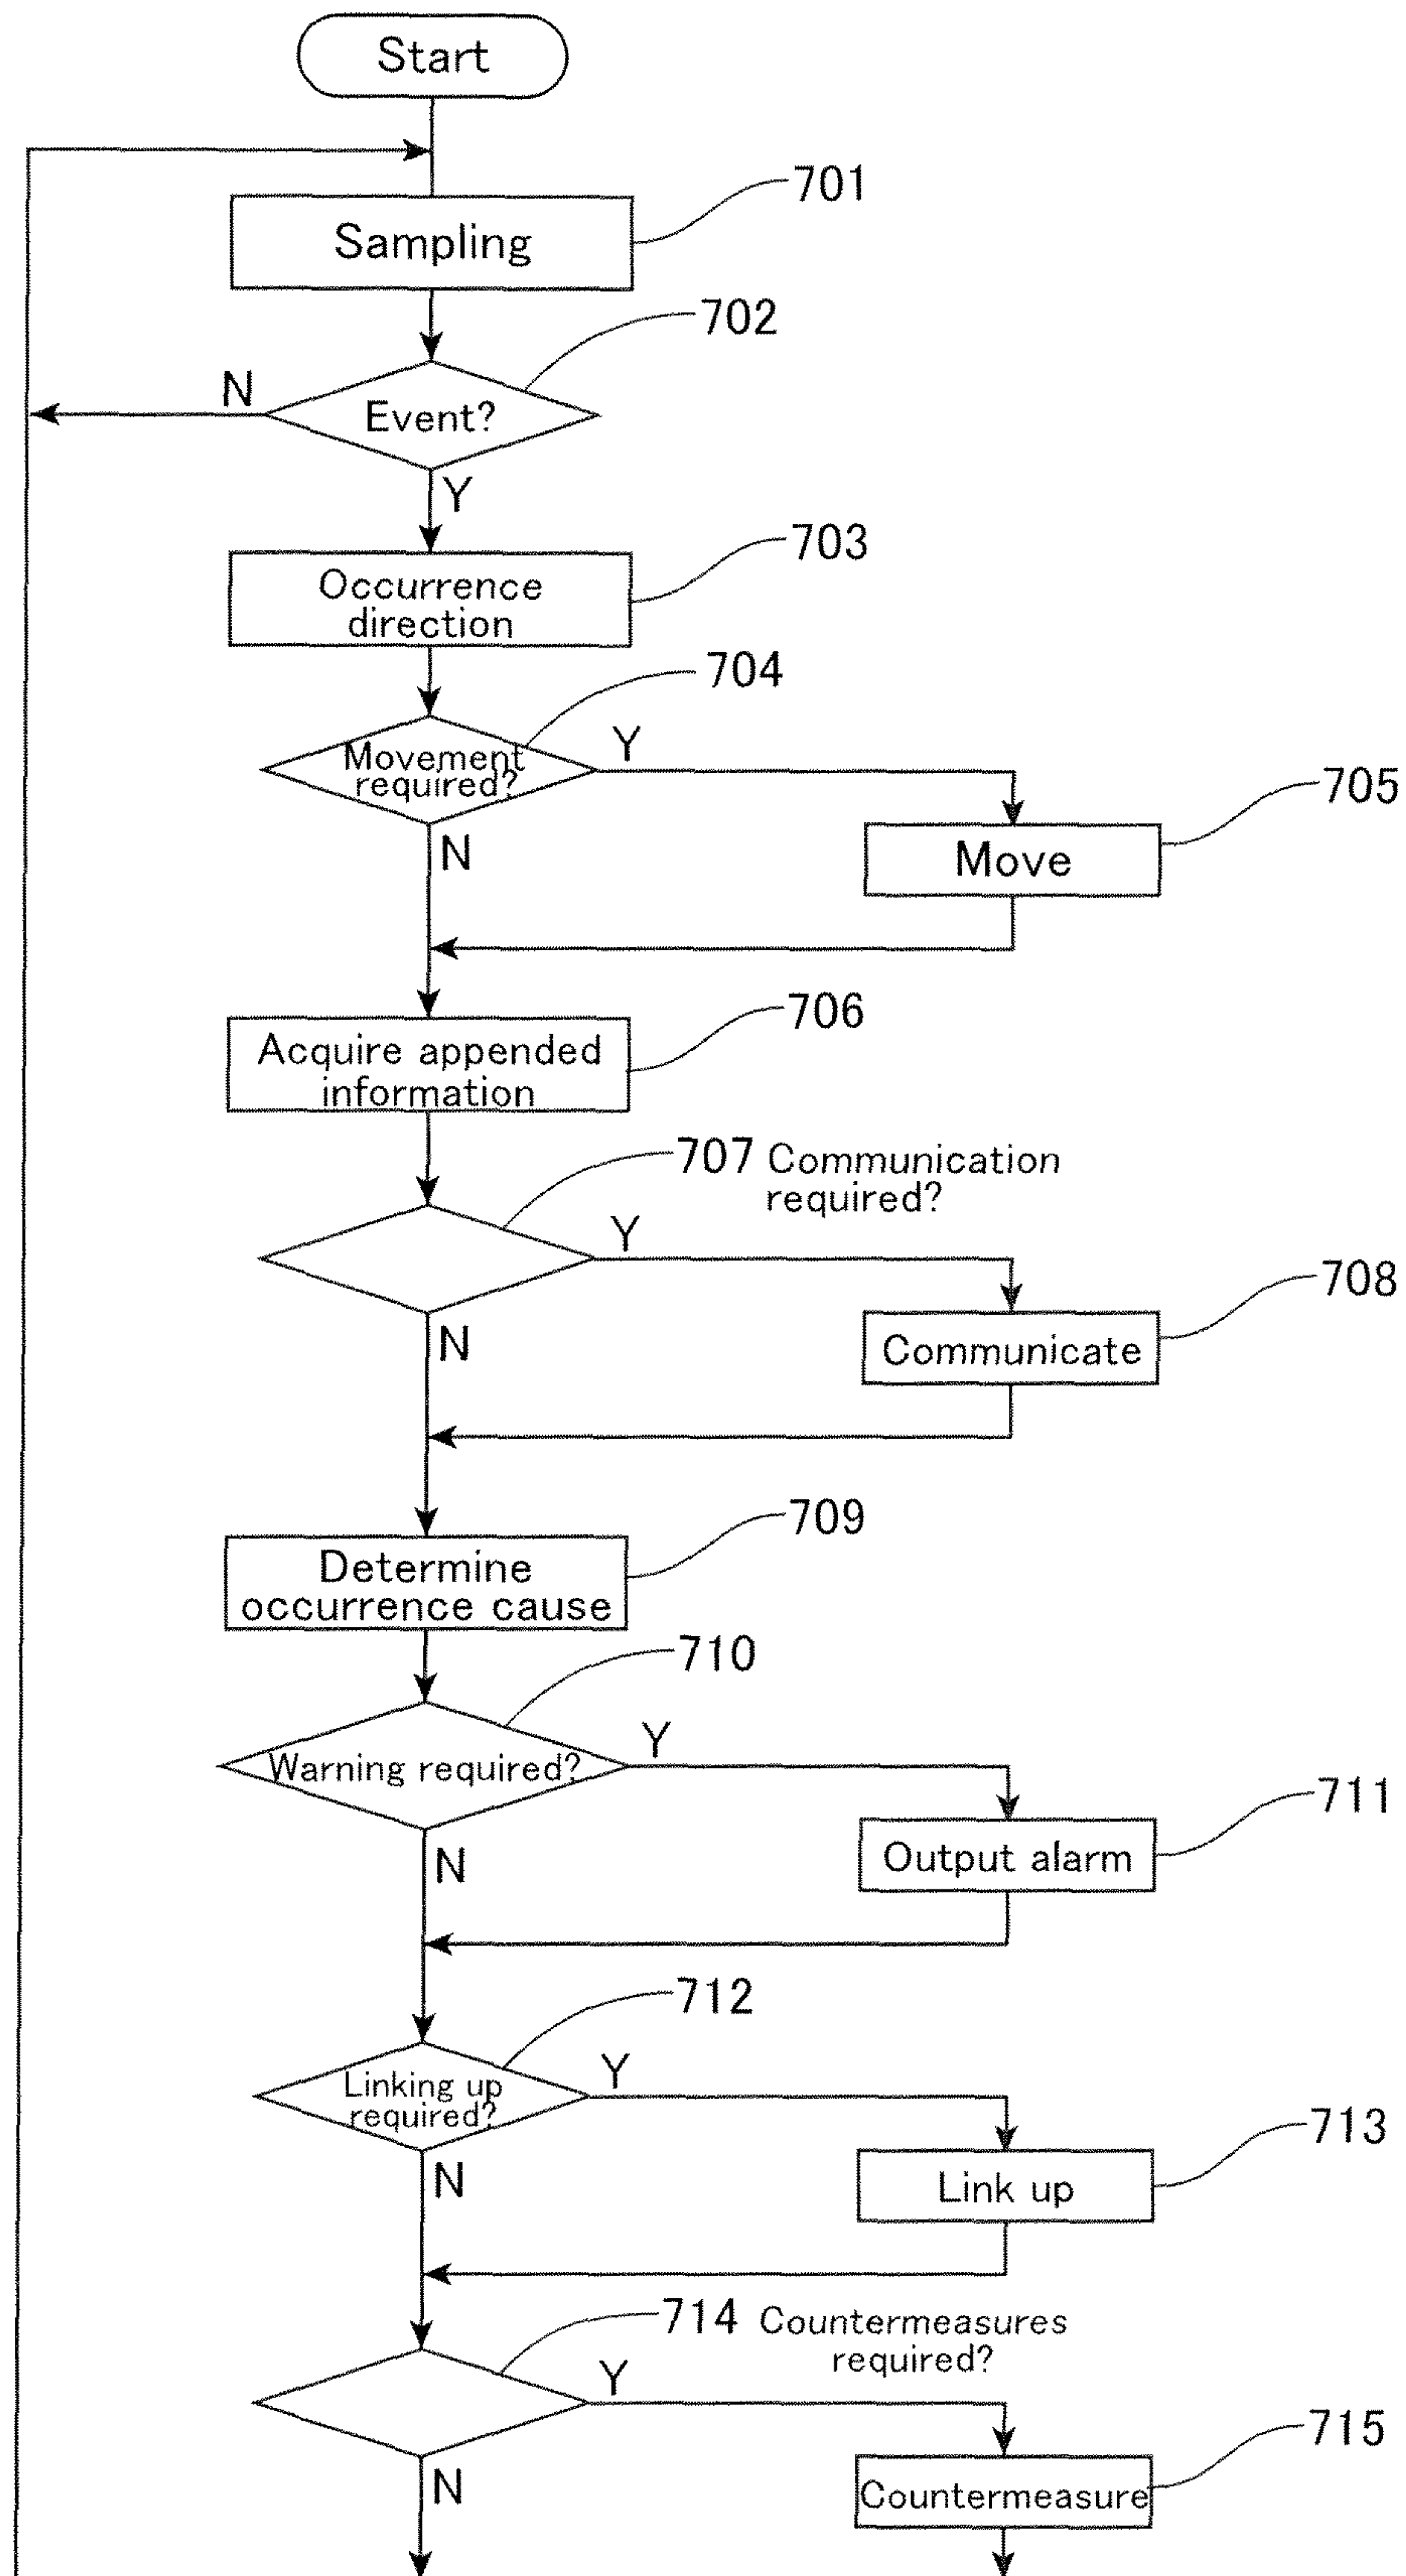 Start
701
Sampling
702
N
Event?
Y
703
Occurrence
direction
704
Movement
required?
Y
705
N
Move
706
Acquire appended
information
707 Communication
required?
Y
708
N
Communicate
709
Determine
occurrence cause
710
Y
Warning required?
711
N
Output alarm
712
Y
Linking up
required?
713
N
Link up
714 Countermeasures
required?
Y
715
N
Countermeasure